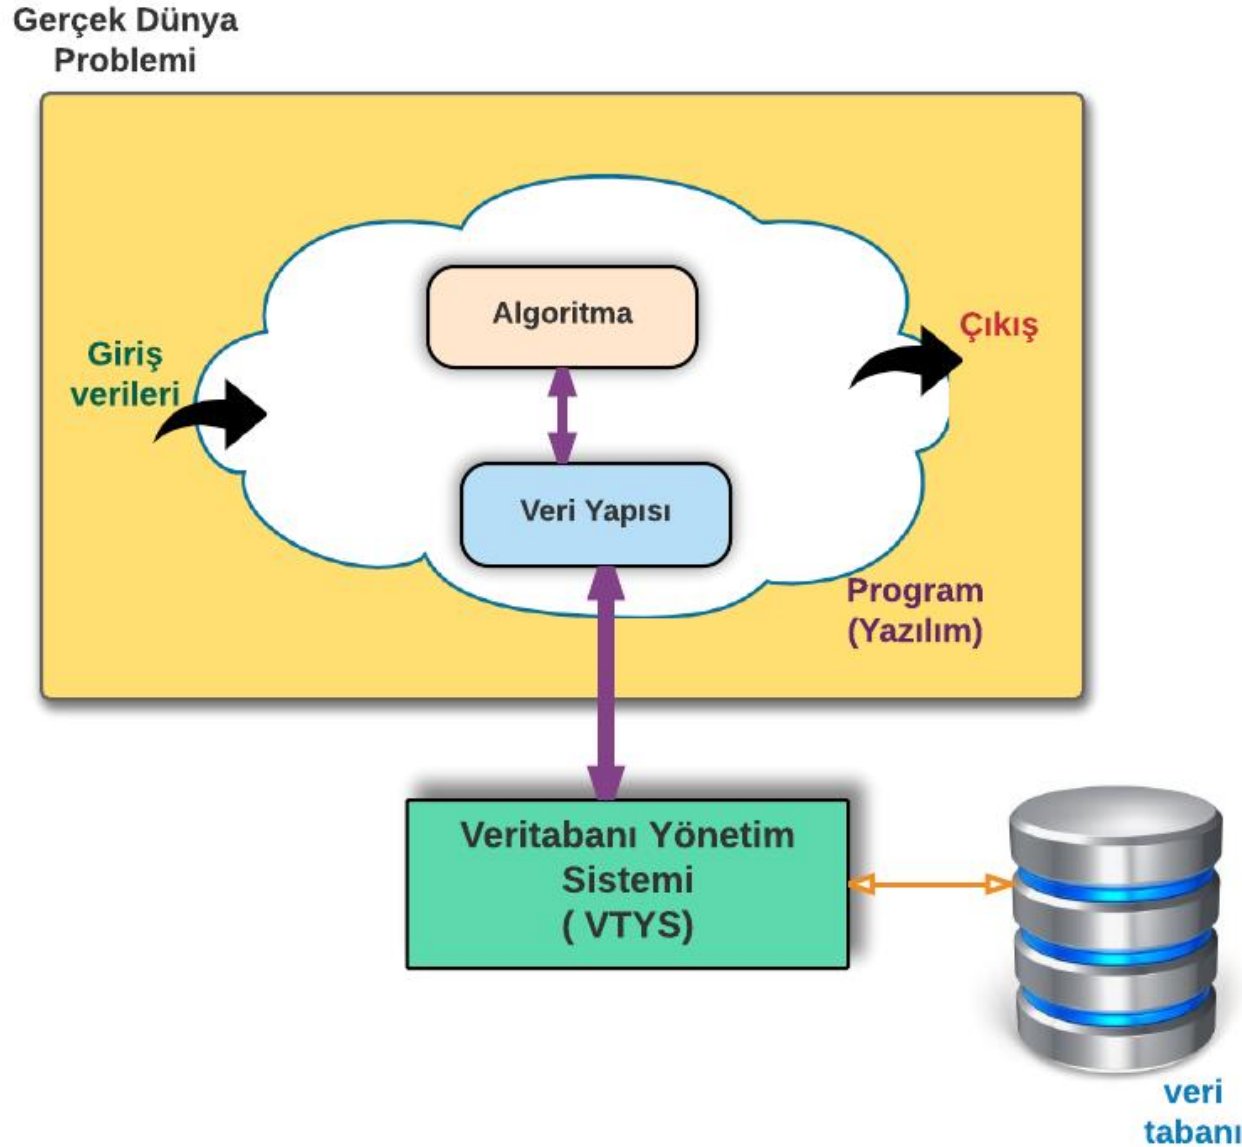 Gerçek Dünya
Problemi
Algoritma
Çıkış
Giriş
verileri
Veri Yapısı
Program
(Yazılım)
Veritabanı Yönetim
Sistemi
( VTYS)
veri
tabanı